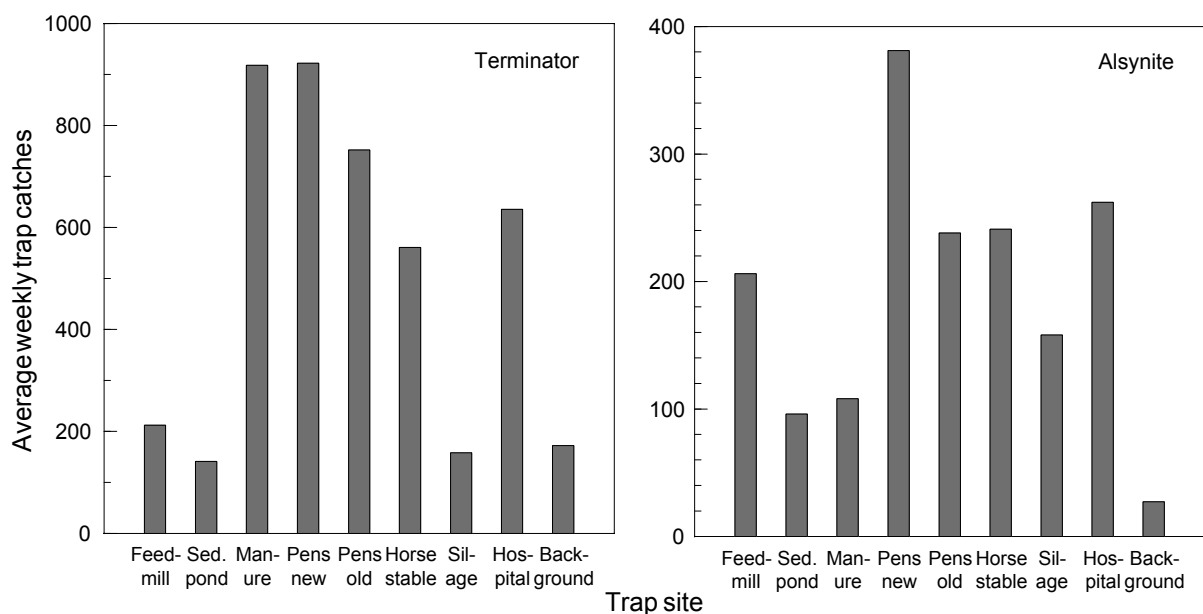 Average weekly trap catches
1000
800
600
400
200
0
Terminator
Feed-
mill
Sed.
pond
Man-
ure
Pens
new
Pens
old
Horse
stable
Sil-
age
Hos-
pital
Back-
ground
400
300
200
100
0
Alsynite
Feed-
mill
Sed.
pond
Man-
ure
Pens
new
Pens
old
Horse
stable
Sil-
age
Hos-
pital
Back-
ground
Trap site